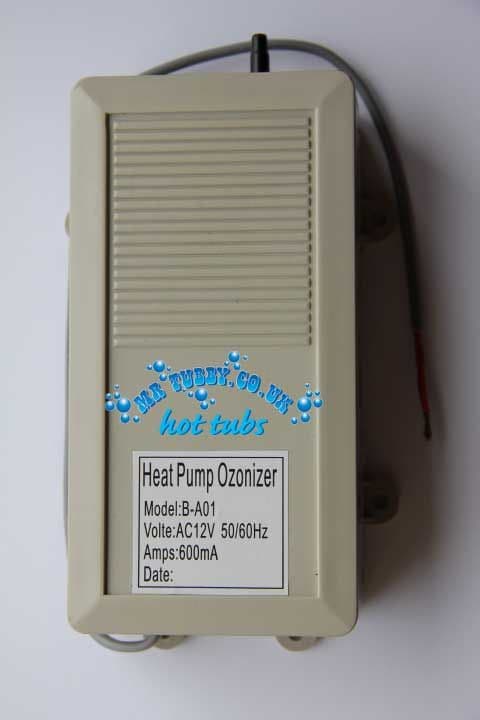 MR TUBBY.CO.UK
hot tubs
Heat Pump Ozonizer
Model:B-A01
Volte:AC12V 50/60Hz
Amps:600mA
Date: